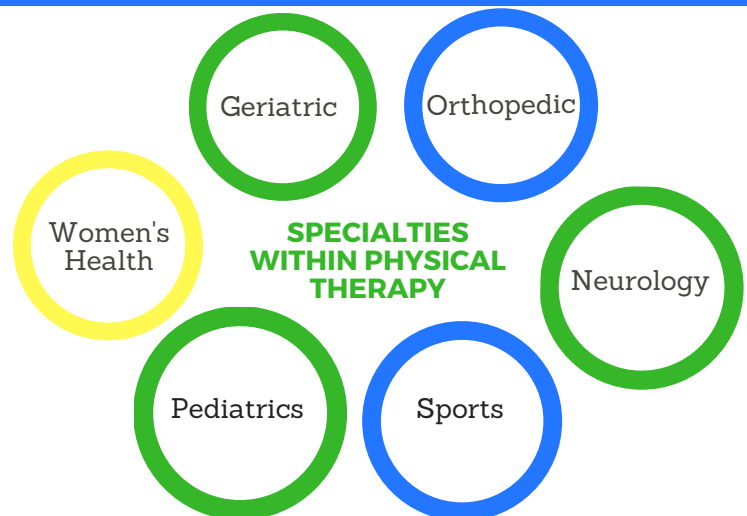 Geriatric
Orthopedic
Women's
Health
SPECIALTIES
WITHIN PHYSICAL
THERAPY
Neurology
Pediatrics
Sports